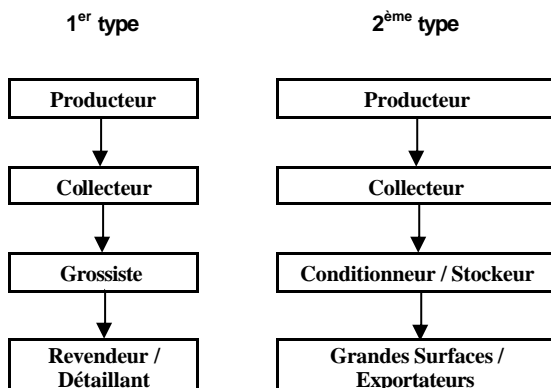 1er type
Producteur
Collecteur
Grossiste
Revendeur /
Détaillant
2ème type
Producteur
Collecteur
Conditionneur / Stockeur
Grandes Surfaces /
Exportateurs